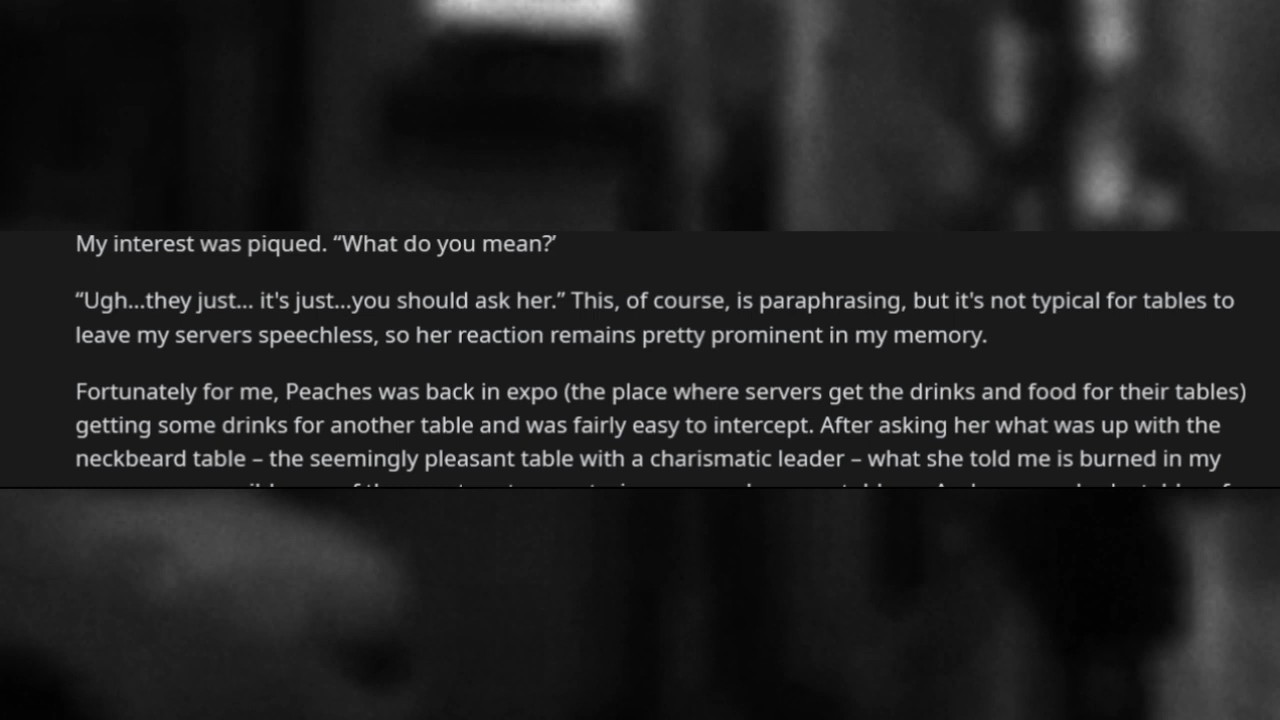 My interest was piqued. “What do you mean?’
“Ugh...they just... it's just...you should ask her.” This, of course, is paraphrasing, but it's not typical for tables to
leave my servers speechless, so her reaction remains pretty prominent in my memory.
Fortunately for me, Peaches was back in expo (the place where servers get the drinks and food for their tables)
getting some drinks for another table and was fairly easy to intercept. After asking her what was up with the
neckbeard table – the seemingly pleasant table with a charismatic leader – what she told me is burned in my